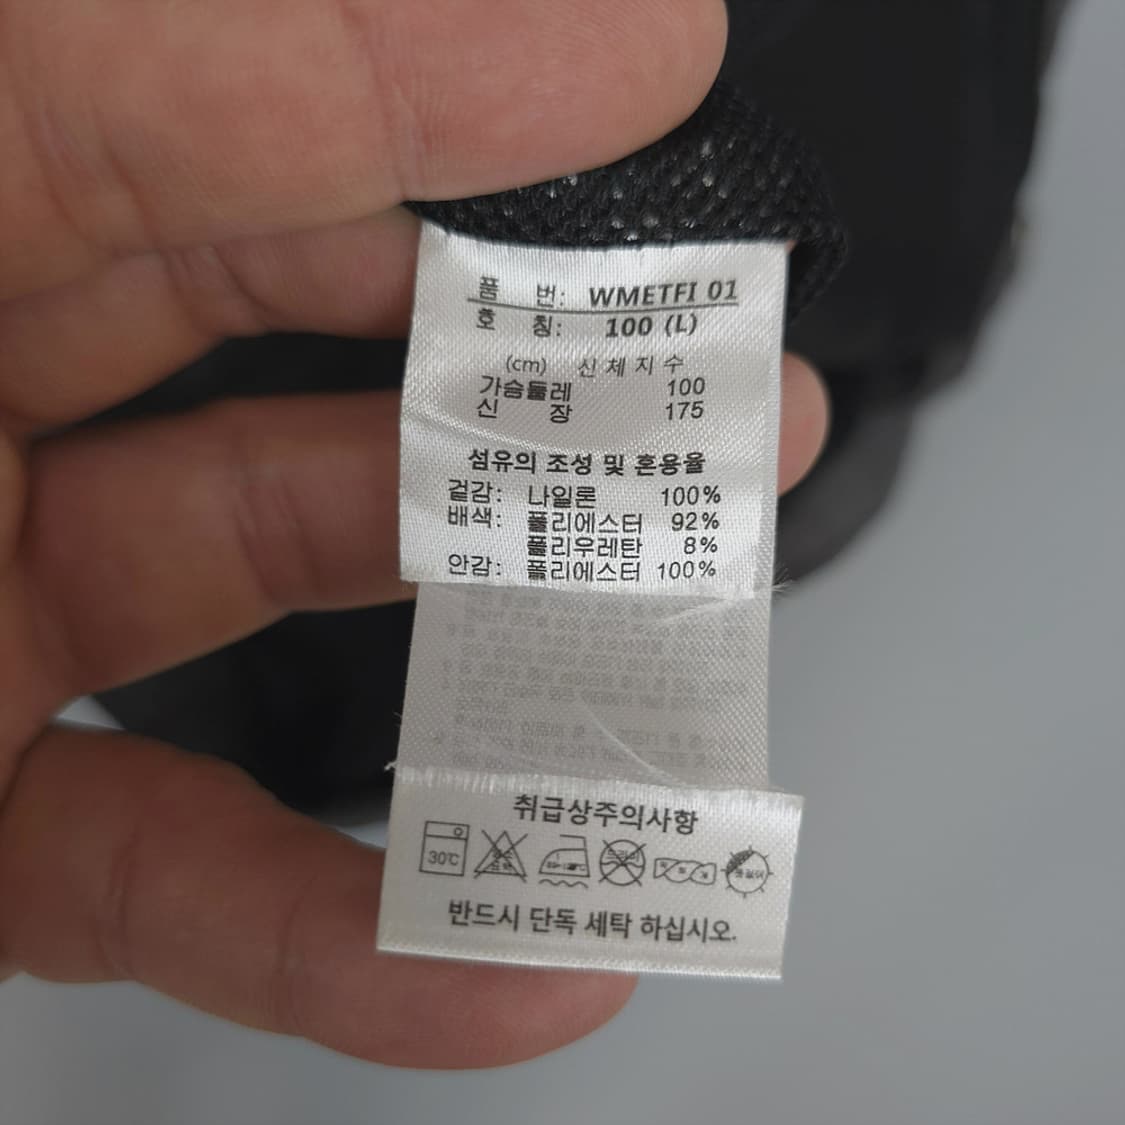 품 번: WMETFI 01
호 칭: 100 (L)
(cm) 신체지수
가슴둘레 100
신 장 175
섬유의 조성 및 혼용율
겉감: 나일론 100%
배색: 폴리에스터 92%
폴리우레탄 8%
안감: 폴리에스터 100%
취급상주의사항
30℃
반드시 단독 세탁 하십시오.